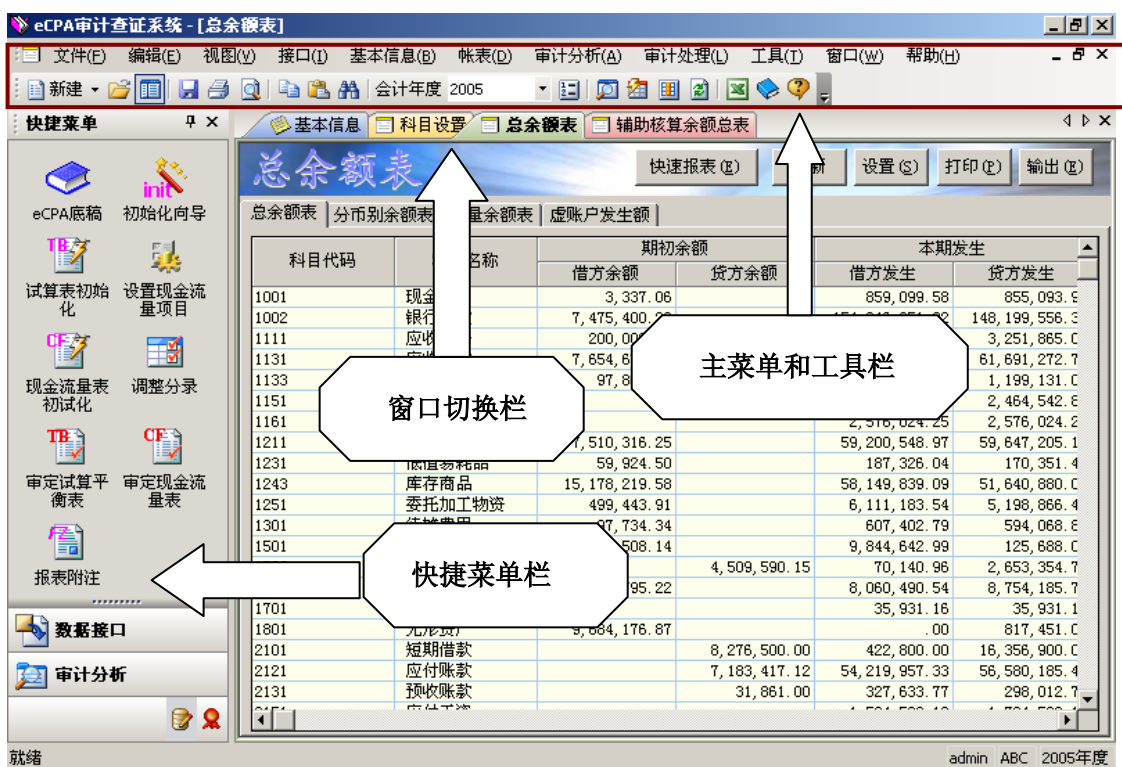 eCPA审计查证系统 - [总余额表]
文件(F) 编辑(E) 视图(V) 接口(I) 基本信息(B) 帐表(D) 审计分析(A) 审计处理(L) 工具(T) 窗口(W) 帮助(H)
新建 会计年度 2005
快捷菜单
基本信息 科目设置 总余额表 辅助核算余额总表
总余额表 快速报表(E) 设置(S) 打印(P) 输出(E)
总余额表 分币别余额表 量余额表 虚账户发生额
eCPA底稿 初始化向导
试算表初始化 设置现金流量项目
现金流量表初试化 调整分录
审定试算平衡表 审定现金流量表
报表附注
数据接口
审计分析
科目代码 名称 期初余额 本期发生
借方余额 贷方余额 借方发生 贷方发生
1001 现金 3,337.06 859,099.58 855,093.
1002 银行 7,475,400. 148,199,556.
1111 应收 200,00 3,251,865.
1131 7,654,6 61,691,272.
1133 97,8 1,199,131.
1151 2,464,542.
1161 2,576,024.25 2,576,024.2
1211 7,510,316.25 59,200,548.97 59,647,205.1
1231 低值易耗品 59,924.50 187,326.04 170,351.4
1243 库存商品 15,178,219.58 58,149,839.09 51,640,880.
1251 委托加工物资 499,443.91 6,111,183.54 5,198,866.4
1301 待摊费用 97,734.34 607,402.79 594,068.
1501 508.14 9,844,642.99 125,688.
4,509,590.15 70,140.96 2,653,354.
795.22 8,060,490.54 8,754,185.
1701 35,931.16 35,931.1
1801 无形资产 9,684,176.87 .00 817,451.
2101 短期借款 8,276,500.00 422,800.00 16,356,900.
2121 应付账款 7,183,417.12 54,219,957.33 56,580,185.4
2131 预收账款 31,861.00 327,633.77 298,012.
窗口切换栏
主菜单和工具栏
快捷菜单栏
就绪 admin ABC 2005年度